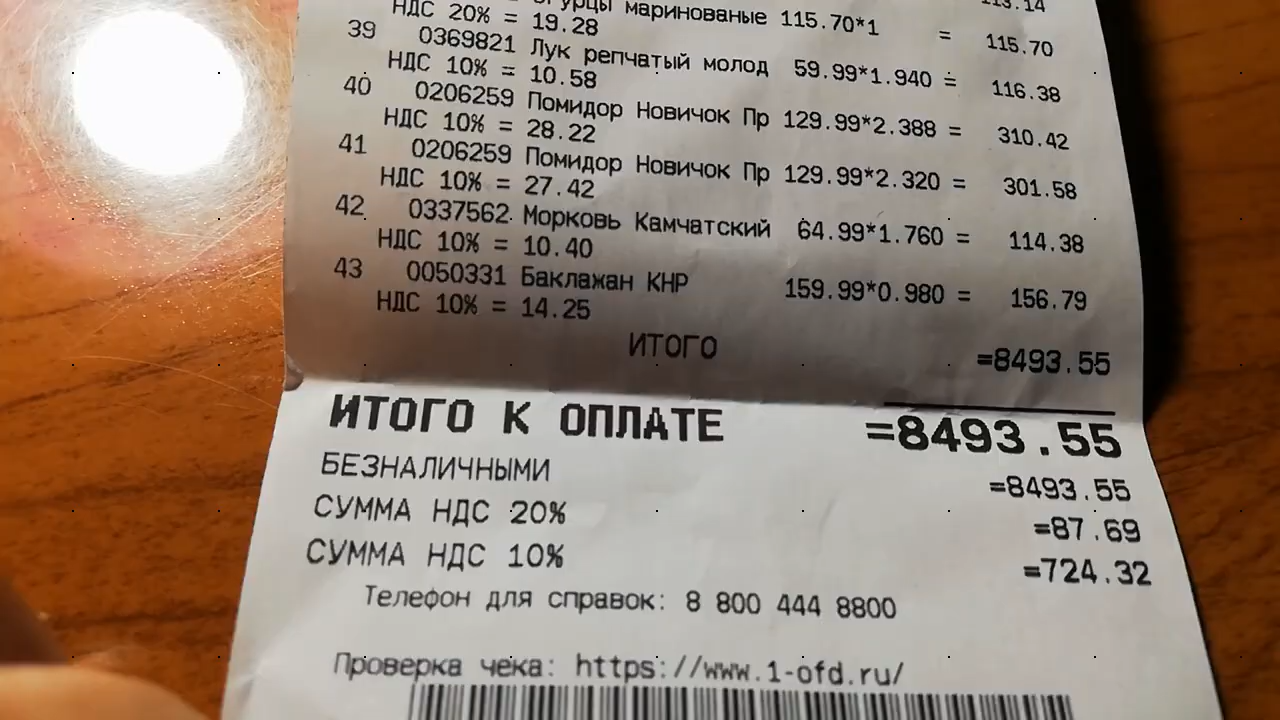 113.14
огурцы маринованые 115.70*1 = 115.70
НДС 20% = 19.28
39 0369821 Лук репчатый молод 59.99*1.940 = 116.38
НДС 10% = 10.58
40 0206259 Помидор Новичок Пр 129.99*2.388 = 310.42
НДС 10% = 28.22
41 0206259 Помидор Новичок Пр 129.99*2.320 = 301.58
НДС 10% = 27.42
42 0337562 Морковь Камчатский 64.99*1.760 = 114.38
НДС 10% = 10.40
43 0050331 Баклажан КНР 159.99*0.980 = 156.79
НДС 10% = 14.25
ИТОГО =8493.55
ИТОГО К ОПЛАТЕ =8493.55
БЕЗНАЛИЧНЫМИ =8493.55
СУММА НДС 20% =87.69
СУММА НДС 10% =724.32
Телефон для справок: 8 800 444 8800
Проверка чека: https://www.1-ofd.ru/